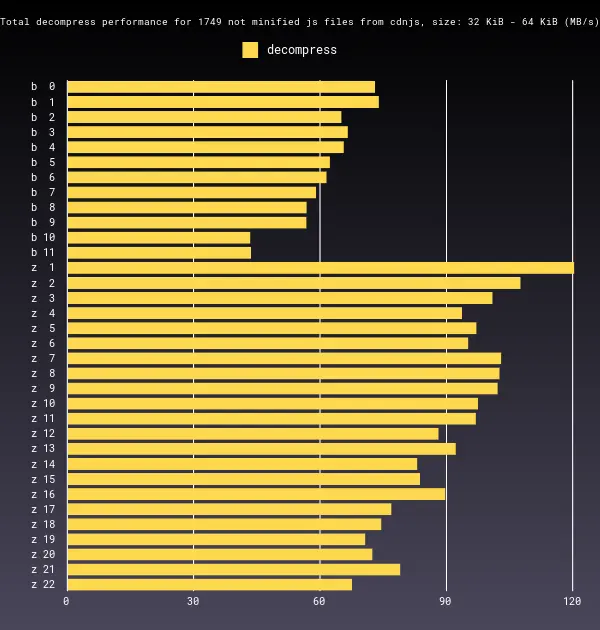 Total decompress performance for 1749 not minified js files from cdnjs, size: 32 KiB - 64 KiB (MB/s)
decompress
b 0
b 1
b 2
b 3
b 4
b 5
b 6
b 7
b 8
b 9
b 10
b 11
z 1
z 2
z 3
z 4
z 5
z 6
z 7
z 8
z 9
z 10
z 11
z 12
z 13
z 14
z 15
z 16
z 17
z 18
z 19
z 20
z 21
z 22
0 30 60 90 120